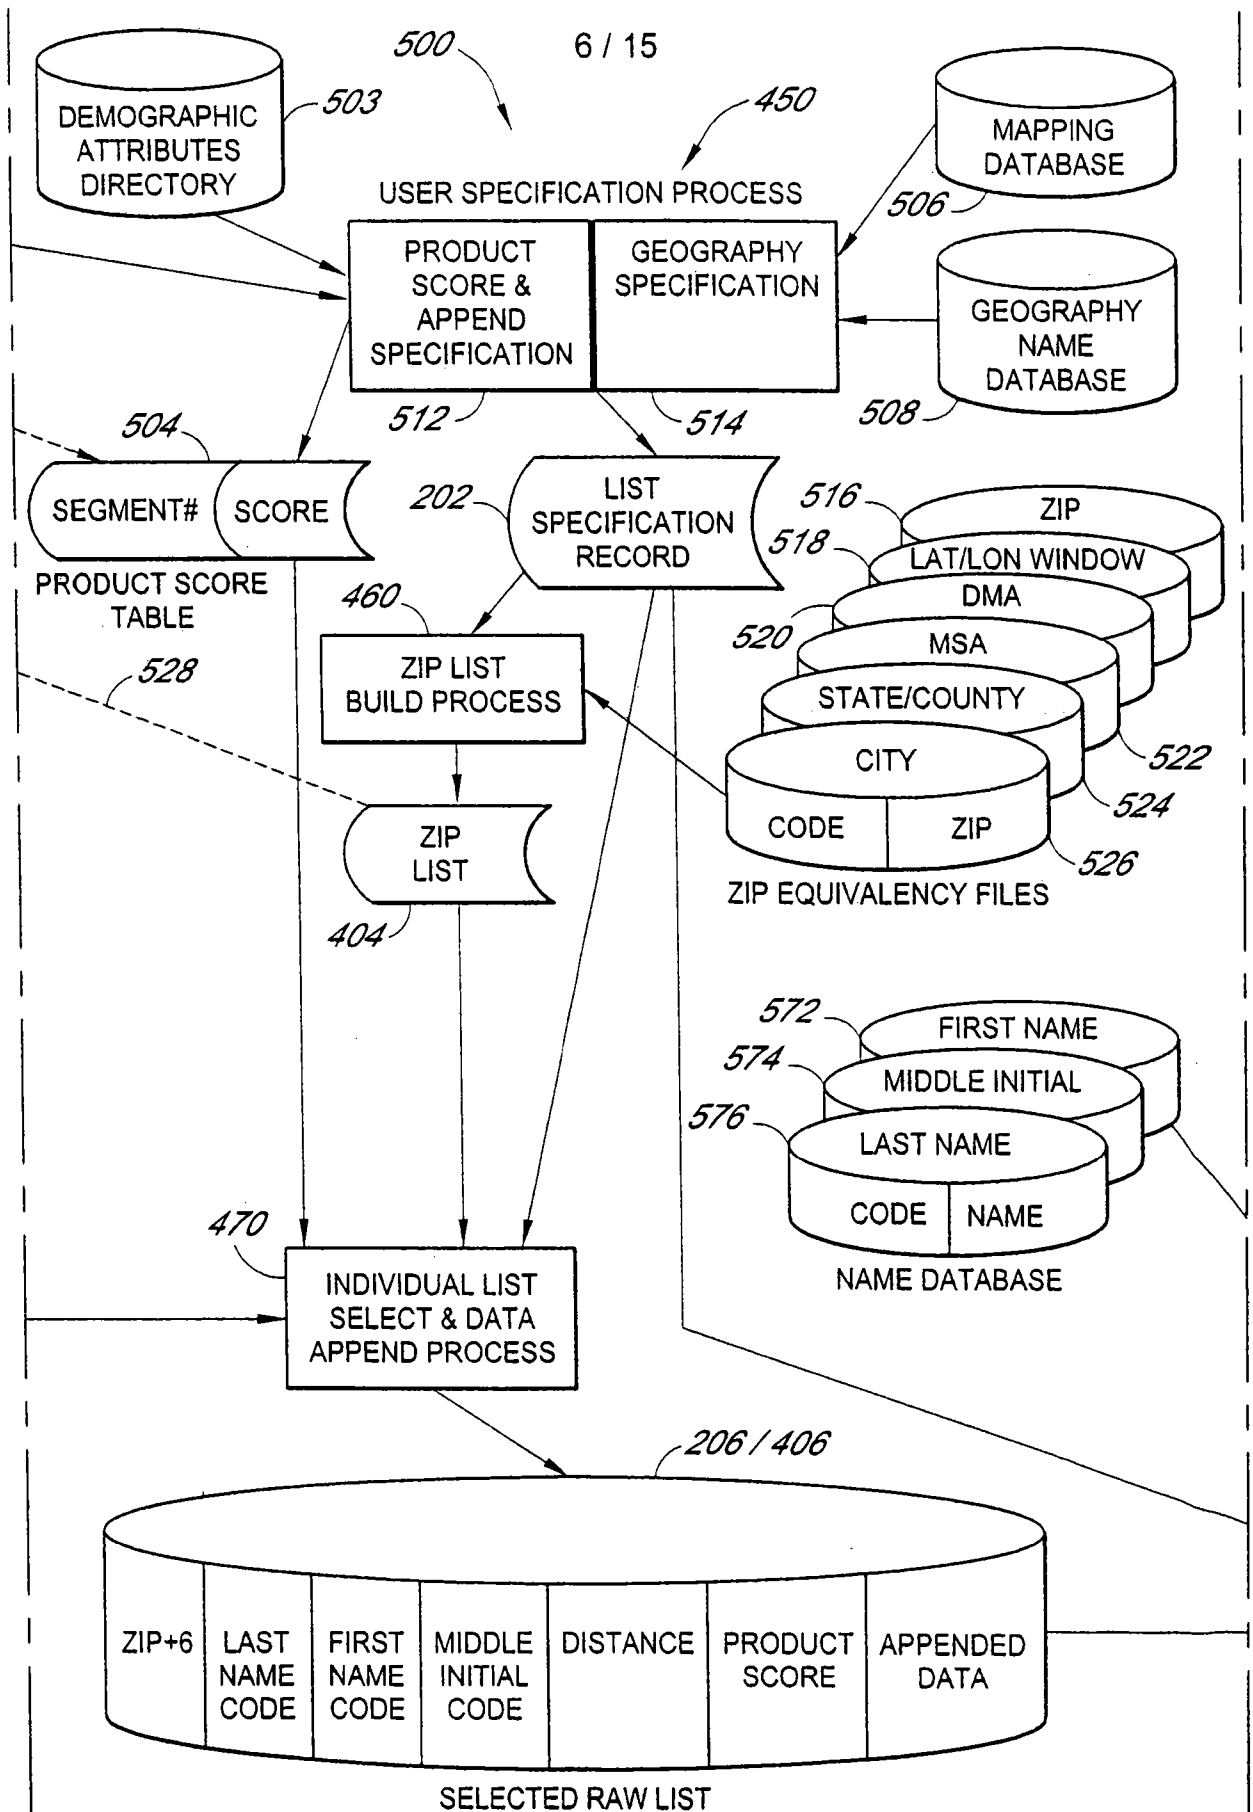 500
6 / 15
450
503
DEMOGRAPHIC
ATTRIBUTES
DIRECTORY
MAPPING
DATABASE
506
USER SPECIFICATION PROCESS
PRODUCT
SCORE &
APPEND
SPECIFICATION
GEOGRAPHY
SPECIFICATION
GEOGRAPHY
NAME
DATABASE
512
514
508
504
SEGMENT#
SCORE
PRODUCT SCORE
TABLE
202
LIST
SPECIFICATION
RECORD
516
ZIP
518
LAT/LON WINDOW
520
DMA
MSA
STATE/COUNTY
CITY
CODE
ZIP
522
524
526
ZIP EQUIVALENCY FILES
460
ZIP LIST
BUILD PROCESS
528
ZIP
LIST
404
572
FIRST NAME
574
MIDDLE INITIAL
576
LAST NAME
CODE
NAME
NAME DATABASE
470
INDIVIDUAL LIST
SELECT & DATA
APPEND PROCESS
206 / 406
ZIP+6
LAST
NAME
CODE
FIRST
NAME
CODE
MIDDLE
INITIAL
CODE
DISTANCE
PRODUCT
SCORE
APPENDED
DATA
SELECTED RAW LIST